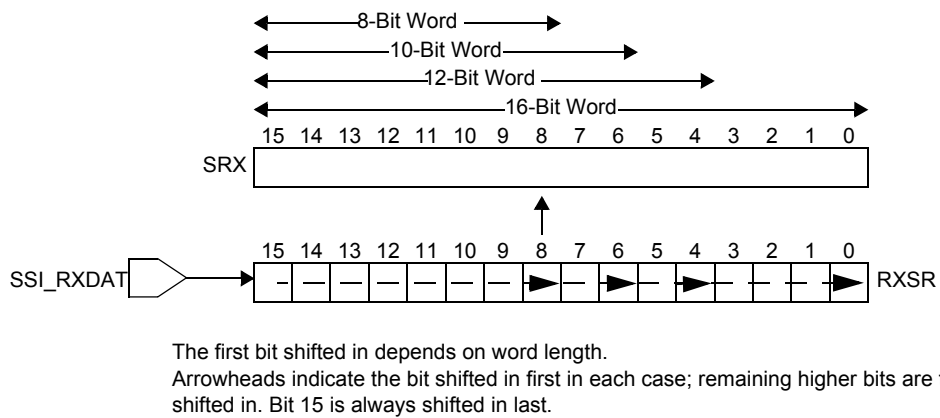 8-Bit Word
10-Bit Word
12-Bit Word
16-Bit Word
15 14 13 12 11 10 9 8 7 6 5 4 3 2 1 0
SRX
15 14 13 12 11 10 9 8 7 6 5 4 3 2 1 0
SSI_RXDAT RXSR
The first bit shifted in depends on word length.
Arrowheads indicate the bit shifted in first in each case; remaining higher bits are
shifted in. Bit 15 is always shifted in last.